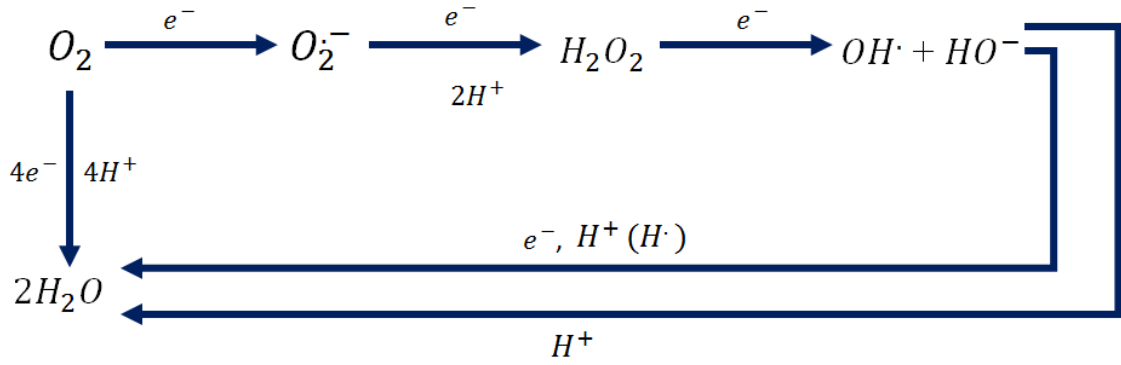 e⁻ e⁻ e⁻
O₂ O₂·⁻ H₂O₂ OH· + HO⁻
2H⁺
4e⁻ 4H⁺
e⁻, H⁺ (H·)
2H₂O
H⁺